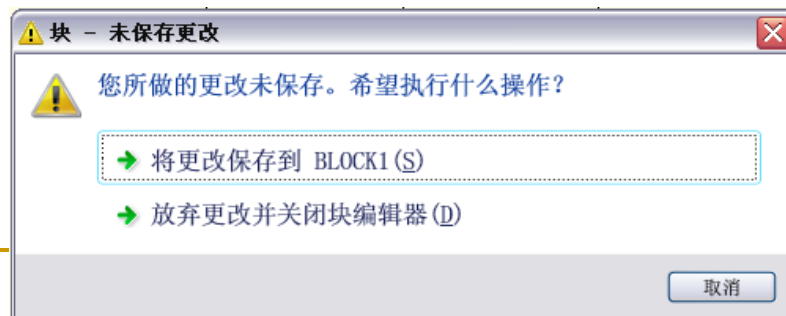 块 - 未保存更改
您所做的更改未保存。希望执行什么操作?
将更改保存到 BLOCK1(S)
放弃更改并关闭块编辑器(D)
取消